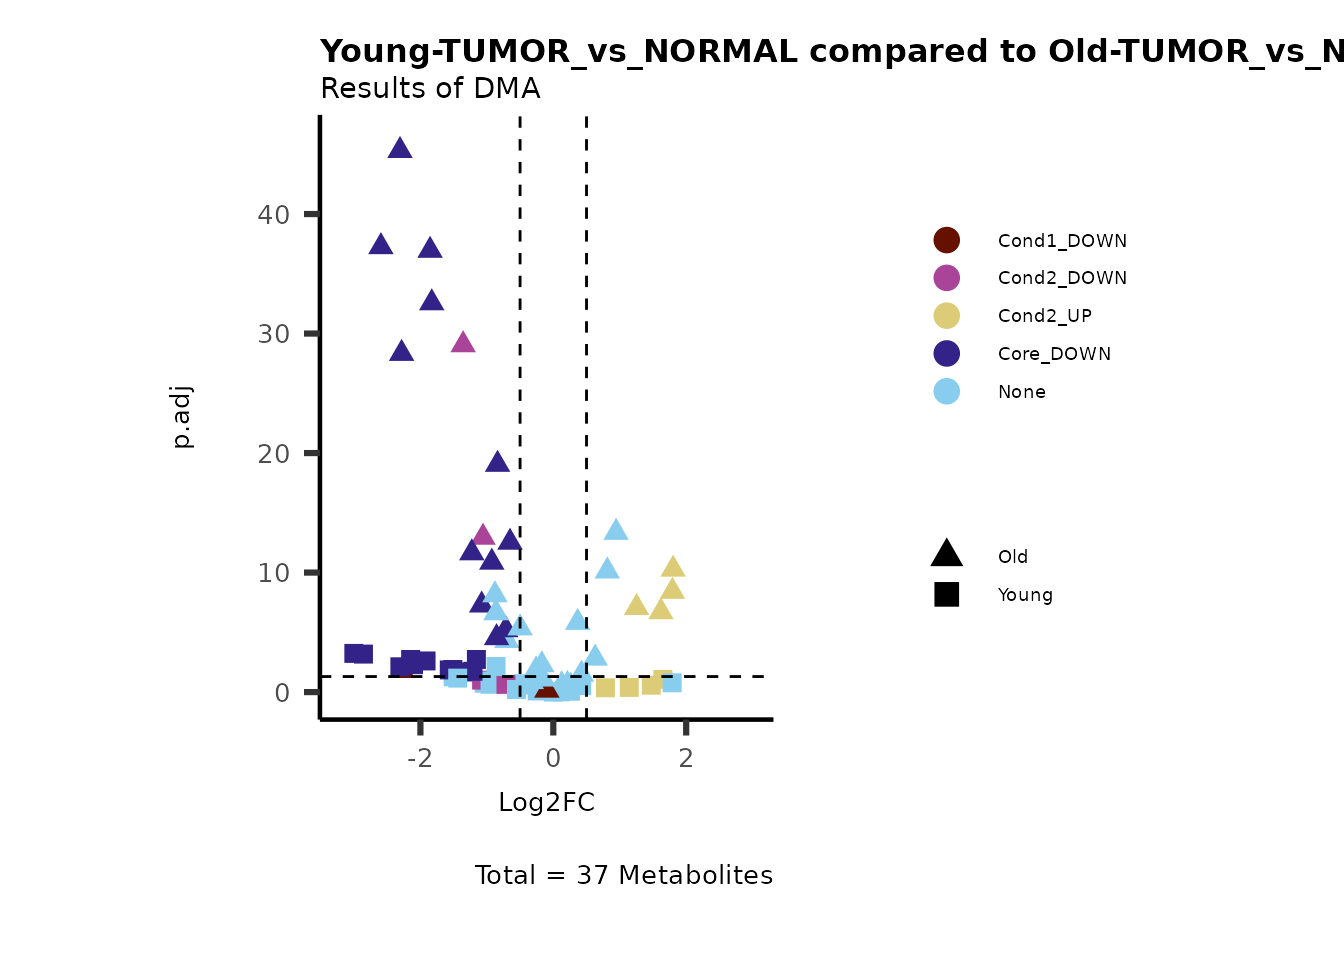 Young-TUMOR_vs_NORMAL compared to Old-TUMOR_vs_N
Results of DMA
p.adj
40
30
20
10
0
-2
0
2
Log2FC
Total = 37 Metabolites
Cond1_DOWN
Cond2_DOWN
Cond2_UP
Core_DOWN
None
Old
Young